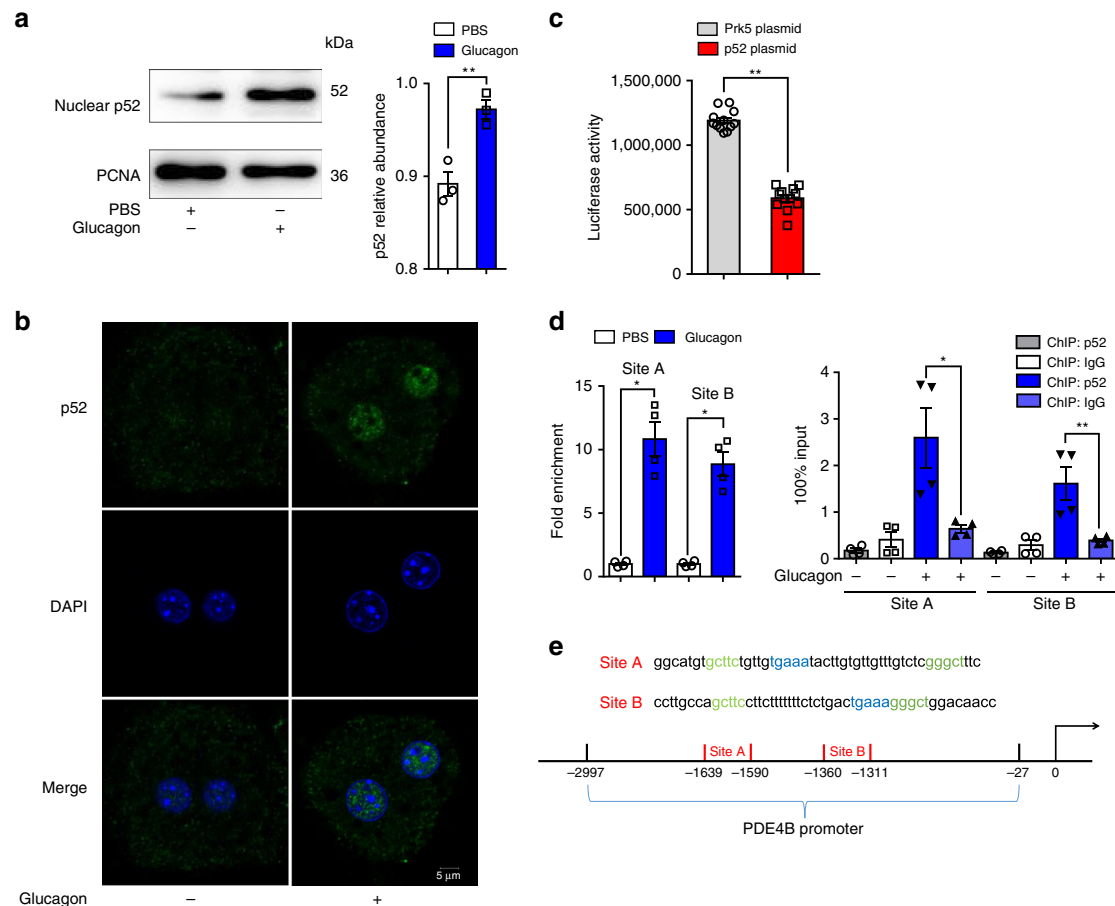 a
kDa
Nuclear p52
52
PCNA
36
PBS + −
Glucagon − +
PBS
Glucagon
**
1.0
0.9
0.8
p52 relative abundance
b
p52
DAPI
Merge
5 μm
Glucagon − +
c
Prk5 plasmid
p52 plasmid
**
1,500,000
1,000,000
500,000
0
Luciferase activity
d
PBS Glucagon
Site A
Site B
* *
15
10
5
0
Fold enrichment
ChIP: p52
ChIP: IgG
ChIP: p52
ChIP: IgG
* **
4
3
2
1
0
100% input
Glucagon − − + + − − + +
Site A Site B
e
Site A ggcatgtgcttctgttgtgaaatacttgtgttgtttgtctcgggctttc
Site B ccttgccagcttccttctttttttctctgactgaaagggctggacaacc
Site A Site B
−2997 −1639 −1590 −1360 −1311 −27 0
PDE4B promoter